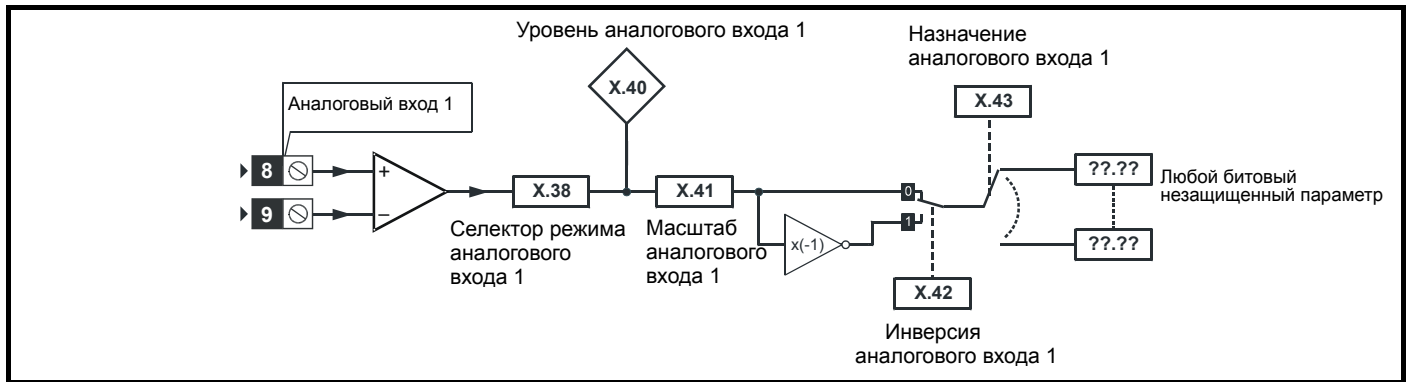 Уровень аналогового входа 1
Назначение
аналогового входа 1
X.40
X.43
Аналоговый вход 1
8
+
X.38
X.41
0
??.??
Любой битовый
незащищенный параметр
9
–
1
x(-1)
??.??
Селектор режима
аналогового
входа 1
Масштаб
аналогового
входа 1
X.42
Инверсия
аналогового входа 1